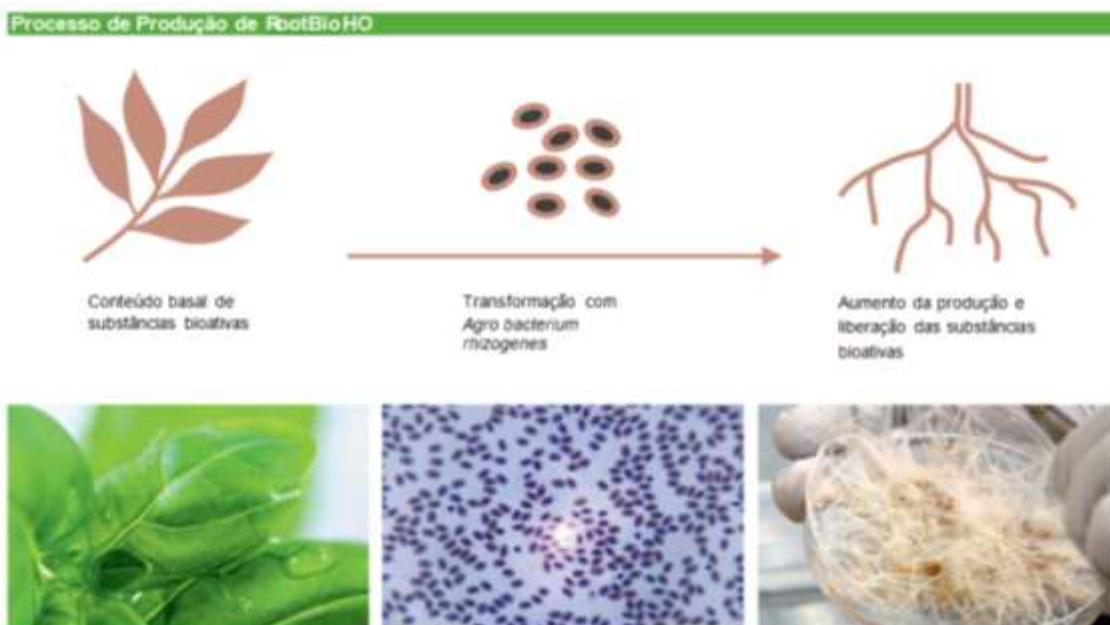 Processo de Produção de RootBioHO
Conteúdo basal de
substâncias bioativas
Transformação com
Agro bacterium
rhizogenes
Aumento da produção e
liberação das substâncias
bioativas